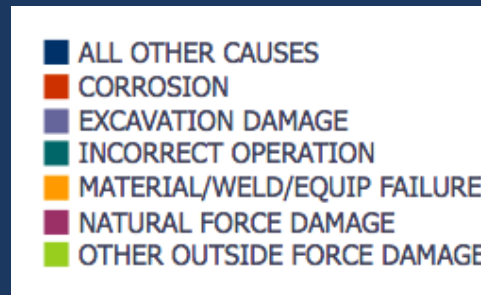 ALL OTHER CAUSES
CORROSION
EXCAVATION DAMAGE
INCORRECT OPERATION
MATERIAL/WELD/EQUIP FAILURE
NATURAL FORCE DAMAGE
OTHER OUTSIDE FORCE DAMAGE